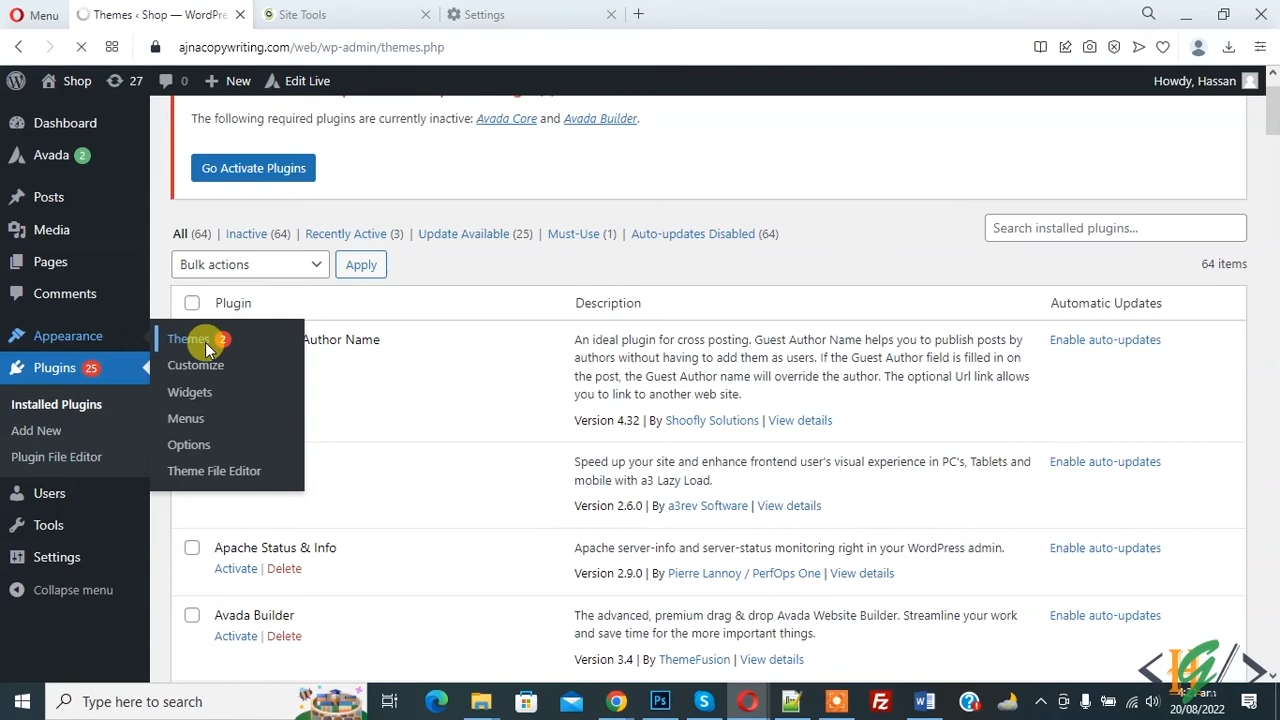 Menu
Themes ‹ Shop — WordPre
Site Tools
Settings
ajnacopywriting.com/web/wp-admin/themes.php
Shop
27
0
New
Edit Live
Howdy, Hassan
Dashboard
Avada 2
Posts
Media
Pages
Comments
Appearance
Plugins 25
Installed Plugins
Add New
Plugin File Editor
Users
Tools
Settings
Collapse menu
Themes 2
Customize
Widgets
Menus
Options
Theme File Editor
The following required plugins are currently inactive: Avada Core and Avada Builder.
Go Activate Plugins
All (64) | Inactive (64) | Recently Active (3) | Update Available (25) | Must-Use (1) | Auto-updates Disabled (64)
Search installed plugins...
Bulk actions
Apply
64 items
Plugin
Description
Automatic Updates
Author Name
An ideal plugin for cross posting. Guest Author Name helps you to publish posts by
authors without having to add them as users. If the Guest Author field is filled in on
the post, the Guest Author name will override the author. The optional Url link allows
you to link to another web site.
Version 4.32 | By Shoofly Solutions | View details
Enable auto-updates
Speed up your site and enhance frontend user's visual experience in PC's, Tablets and
mobile with a3 Lazy Load.
Version 2.6.0 | By a3rev Software | View details
Enable auto-updates
Apache Status & Info
Activate | Delete
Apache server-info and server-status monitoring right in your WordPress admin.
Version 2.9.0 | By Pierre Lannoy / PerfOps One | View details
Enable auto-updates
Avada Builder
Activate | Delete
The advanced, premium drag & drop Avada Website Builder. Streamline your work
and save time for the more important things.
Version 3.4 | By ThemeFusion | View details
Enable auto-updates
Type here to search
20/08/2022